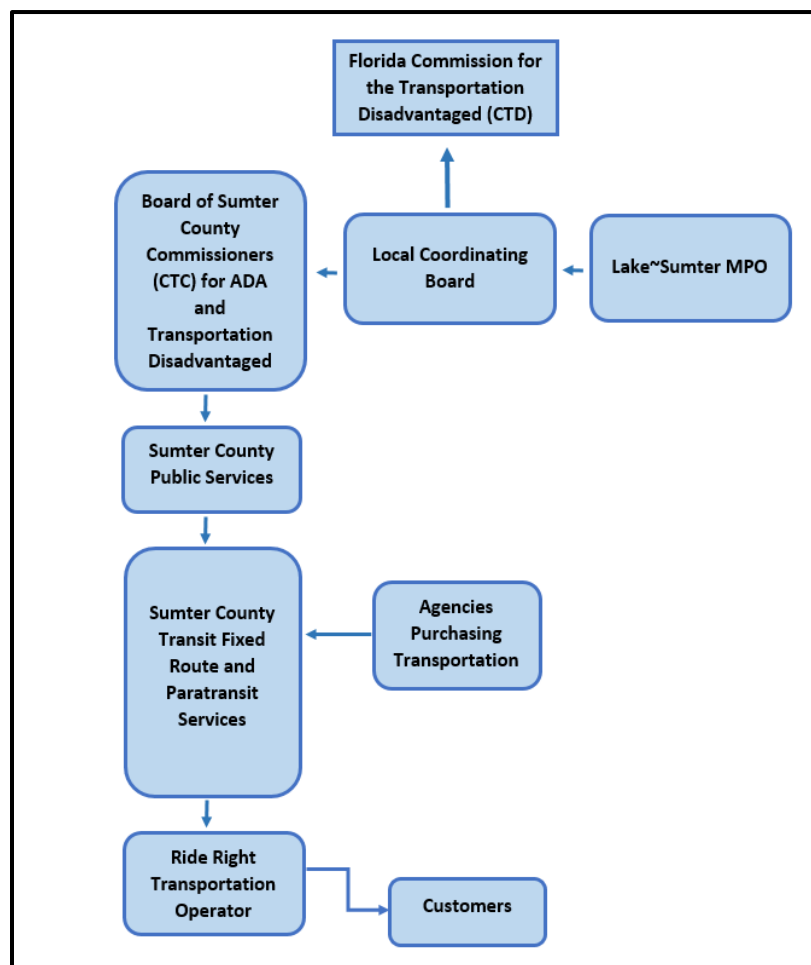 Florida Commission for
the Transportation
Disadvantaged (CTD)
Board of Sumter
County
Commissioners
(CTC) for ADA
and
Transportation
Disadvantaged
Local Coordinating
Board
Lake~Sumter MPO
Sumter County
Public Services
Sumter County
Transit Fixed
Route and
Paratransit
Services
Agencies
Purchasing
Transportation
Ride Right
Transportation
Operator
Customers